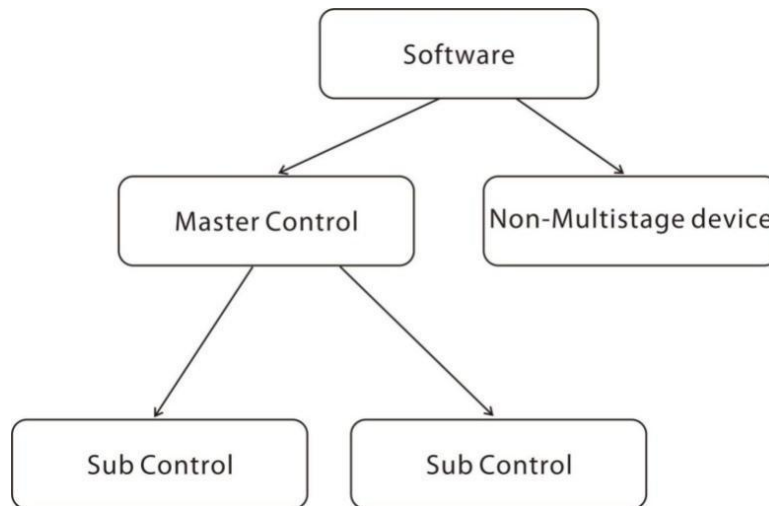 Software
Master Control
Non-Multistage device
Sub Control
Sub Control